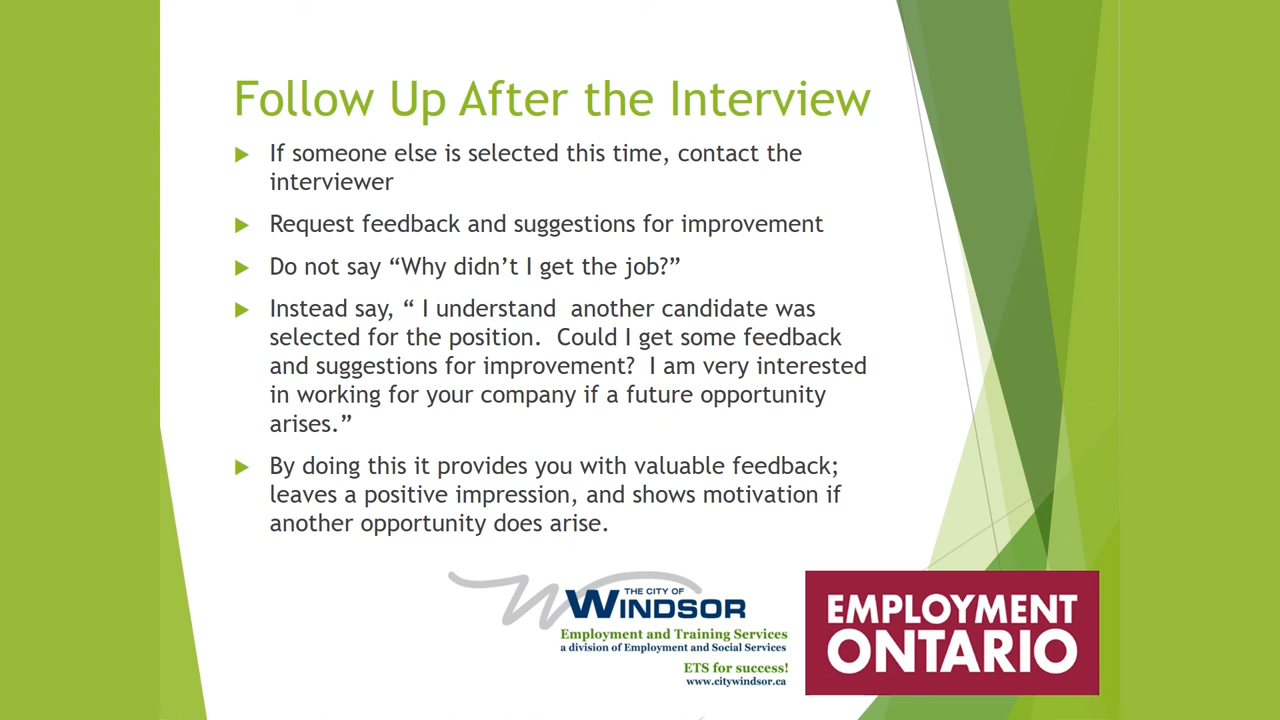 Follow Up After the Interview
If someone else is selected this time, contact the
interviewer
Request feedback and suggestions for improvement
Do not say “Why didn’t I get the job?”
Instead say, “ I understand  another candidate was
selected for the position.  Could I get some feedback
and suggestions for improvement?  I am very interested
in working for your company if a future opportunity
arises.”
By doing this it provides you with valuable feedback;
leaves a positive impression, and shows motivation if
another opportunity does arise.
THE CITY OF
WINDSOR
Employment and Training Services
a division of Employment and Social Services
ETS for success!
www.citywindsor.ca
EMPLOYMENT
ONTARIO